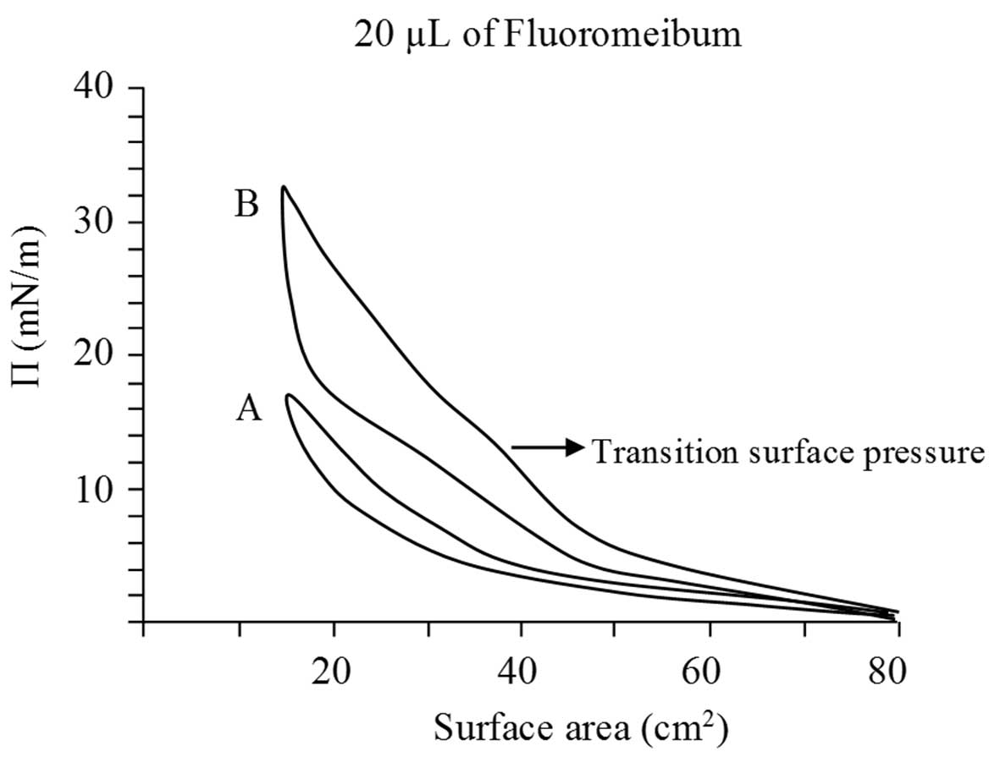 20 μL of Fluoromeibum
40
30
20
10
B
A
Π (mN/m)
Transition surface pressure
20 40 60 80
Surface area (cm²)